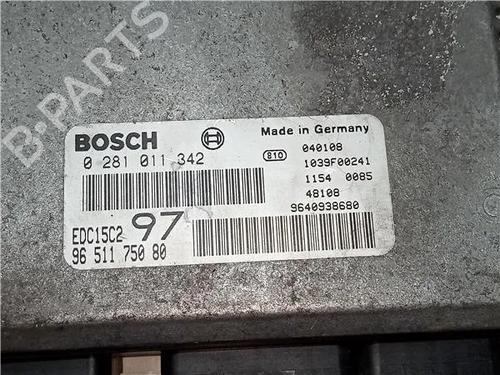 B-PARTS
BOSCH
Made in Germany
0 281 011 342
810
040108
1039F00241
1154 0085
48108
9640938680
EDC15C2
97
96 511 750 80